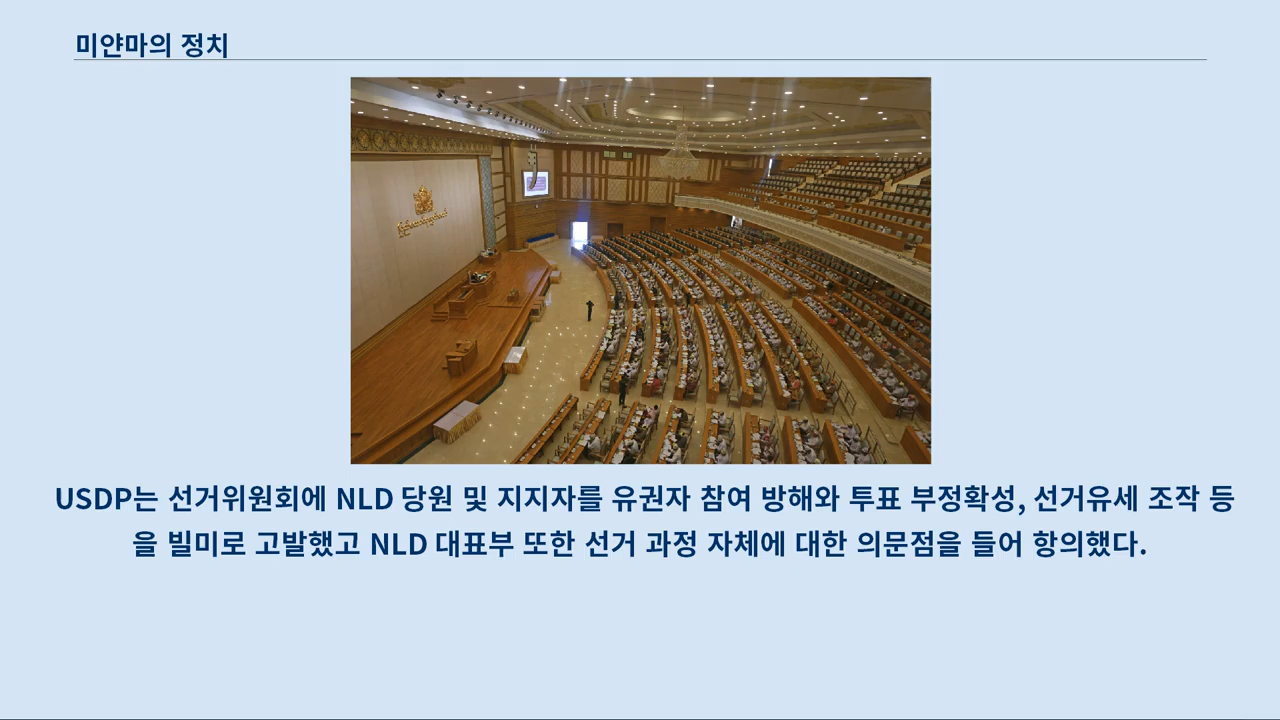 미얀마의 정치
USDP는 선거위원회에 NLD 당원 및 지지자를 유권자 참여 방해와 투표 부정확성, 선거유세 조작 등
을 빌미로 고발했고 NLD 대표부 또한 선거 과정 자체에 대한 의문점을 들어 항의했다.